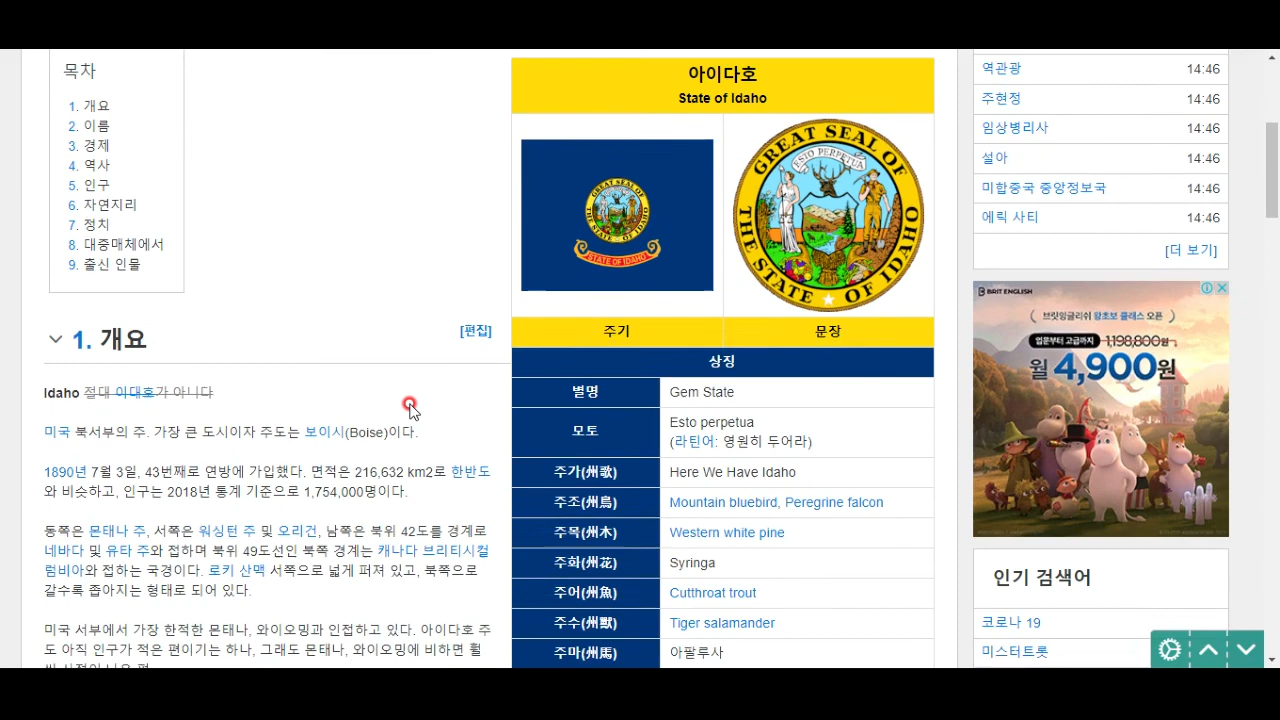 목차
1. 개요
2. 이름
3. 경제
4. 역사
5. 인구
6. 자연지리
7. 정치
8. 대중매체에서
9. 출신 인물
1. 개요
[편집]
Idaho 절대 이대호가 아니다
미국 북서부의 주. 가장 큰 도시이자 주도는 보이시(Boise)이다.
1890년 7월 3일, 43번째로 연방에 가입했다. 면적은 216,632 km2로 한반도
와 비슷하고, 인구는 2018년 통계 기준으로 1,754,000명이다.
동쪽은 몬태나 주, 서쪽은 워싱턴 주 및 오리건, 남쪽은 북위 42도를 경계로
네바다 및 유타 주와 접하며 북위 49도선인 북쪽 경계는 캐나다 브리티시컬
럼비아와 접하는 국경이다. 로키 산맥 서쪽으로 넓게 퍼져 있고, 북쪽으로
갈수록 좁아지는 형태로 되어 있다.
미국 서부에서 가장 한적한 몬태나, 와이오밍과 인접하고 있다. 아이다호 주
도 아직 인구가 적은 편이기는 하나, 그래도 몬태나, 와이오밍에 비하면 훨
아이다호
State of Idaho
STATE OF IDAHO
GREAT SEAL OF
THE STATE OF IDAHO
ESTO PERPETUA
GREAT SEAL OF
THE STATE OF IDAHO
주기
문장
상징
별명 Gem State
모토 Esto perpetua
(라틴어: 영원히 두어라)
주가(州歌) Here We Have Idaho
주조(州鳥) Mountain bluebird, Peregrine falcon
주목(州木) Western white pine
주화(州花) Syringa
주어(州魚) Cutthroat trout
주수(州獸) Tiger salamander
주마(州馬) 아팔루사
역관광 14:46
주현정 14:46
임상병리사 14:46
설아 14:46
미합중국 중앙정보국 14:46
에릭 사티 14:46
[더 보기]
BRIT ENGLISH
브릿잉글리쉬 왕초보 클래스 오픈
입문부터 고급까지 1,198,800원
월 4,900원
인기 검색어
코로나 19
미스터트롯